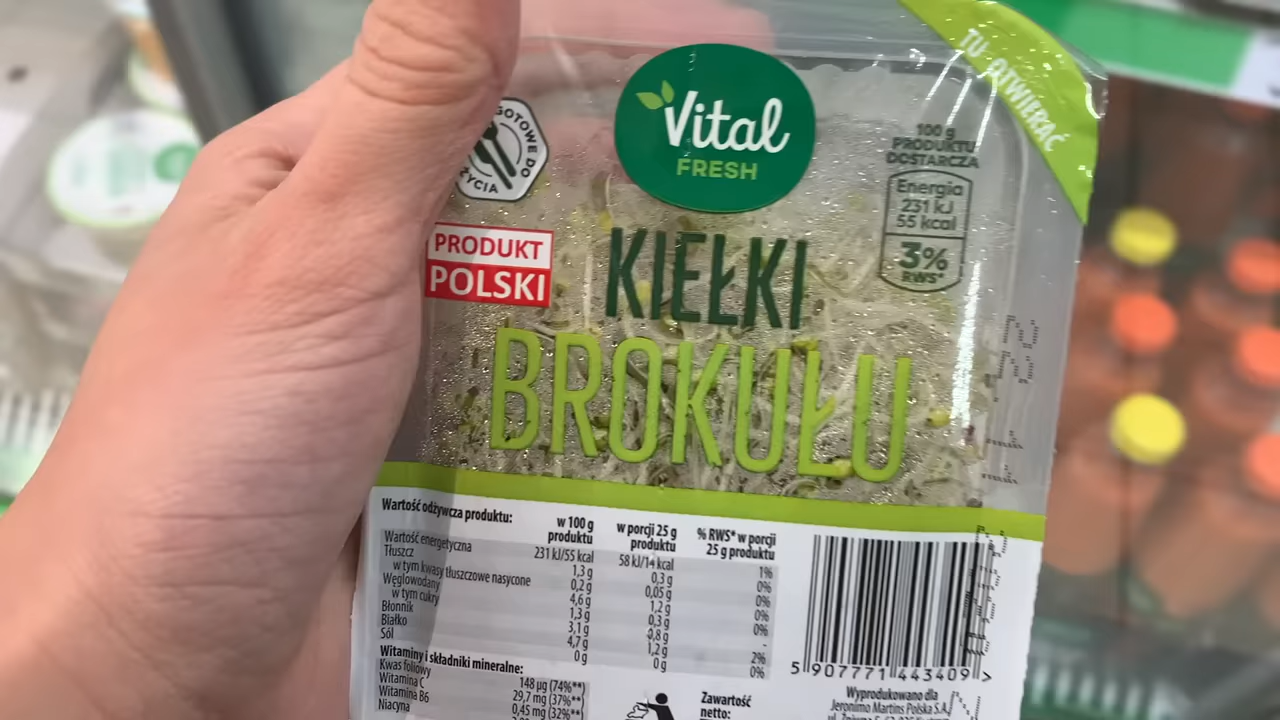 TU OTWIERAĆ
GOTOWE DO
Vital
FRESH
100 g
PRODUKTU
DOSTARCZA
Energia
231 kJ
55 kcal
3%
RWS*
PRODUKT
POLSKI
KIEŁKI
BROKUŁU
Wartość odżywcza produktu: w 100 g produktu w porcji 25 g produktu % RWS* w porcji 25 g produktu
Wartość energetyczna 231 kJ/55 kcal 58 kJ/14 kcal 1%
Tłuszcz 1,3 g 0,3 g 0%
w tym kwasy tłuszczowe nasycone 0,2 g 0,05 g 0%
Węglowodany 4,6 g 1,2 g 0%
w tym cukry 1,3 g 0,3 g 0%
Błonnik 3,1 g 0,8 g -
Białko 4,7 g 1,2 g 2%
Sól 0 g 0 g 0%
Witaminy i składniki mineralne:
Kwas foliowy 148 µg (74%**)
Witamina C 29,7 mg (37%**)
Witamina B6 0,45 mg (32%**)
Niacyna
5 907771 443409 >
Zawartość
netto:
Wyprodukowano dla
Jeronimo Martins Polska S.A.